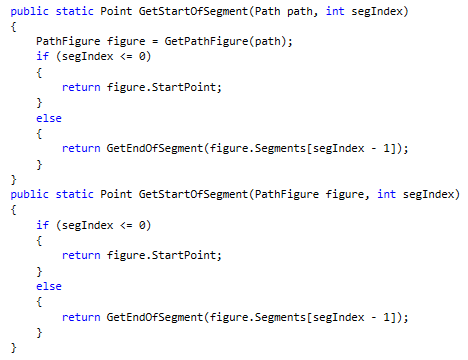 public static Point GetStartOfSegment(Path path, int segIndex)
{
    PathFigure figure = GetPathFigure(path);
    if (segIndex <= 0)
    {
        return figure.StartPoint;
    }
    else
    {
        return GetEndOfSegment(figure.Segments[segIndex - 1]);
    }
}
public static Point GetStartOfSegment(PathFigure figure, int segIndex)
{
    if (segIndex <= 0)
    {
        return figure.StartPoint;
    }
    else
    {
        return GetEndOfSegment(figure.Segments[segIndex - 1]);
    }
}